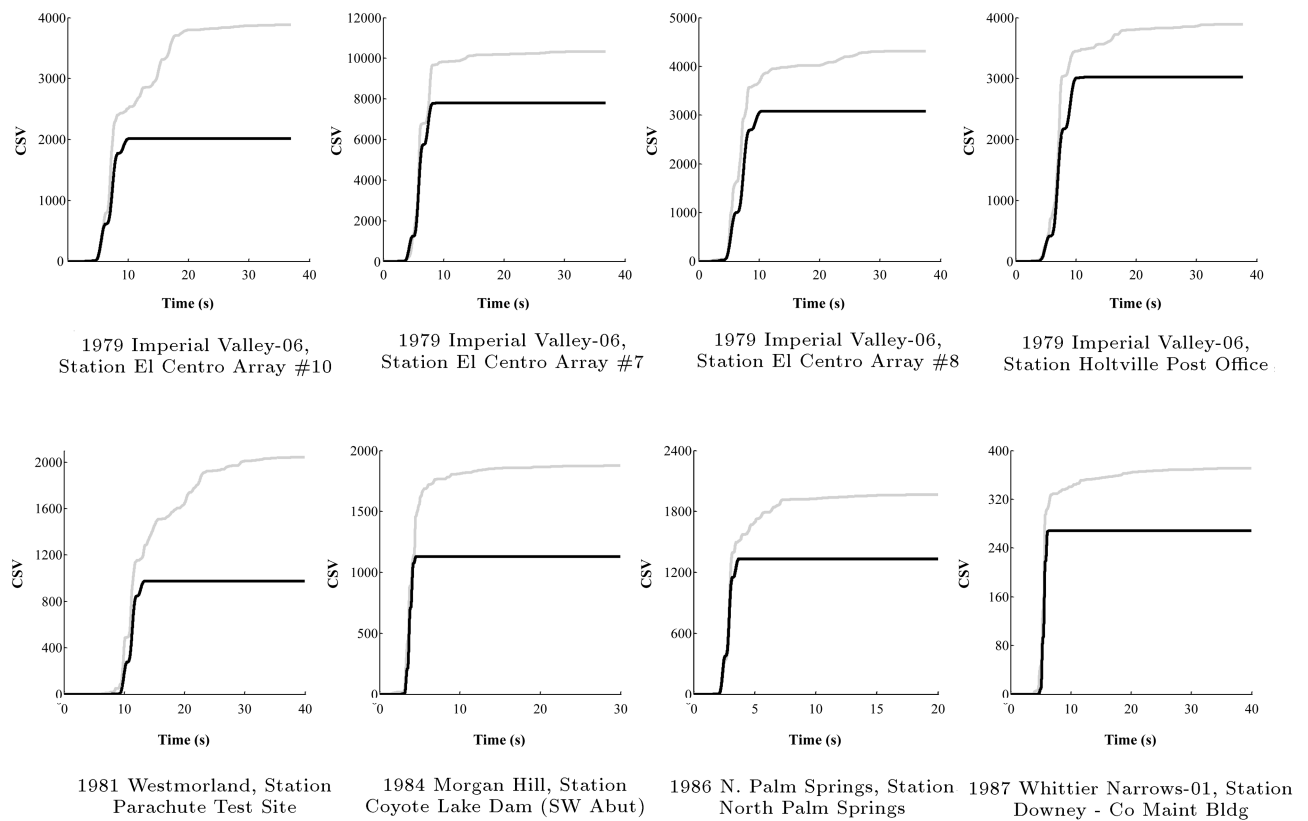 4000
3000
2000
1000
0
CSV
0 10 20 30 40
Time (s)
1979 Imperial Valley-06,
Station El Centro Array #10
12000
10000
8000
6000
4000
2000
0
CSV
0 10 20 30 40
Time (s)
1979 Imperial Valley-06,
Station El Centro Array #7
5000
4000
3000
2000
1000
0
CSV
0 10 20 30 40
Time (s)
1979 Imperial Valley-06,
Station El Centro Array #8
4000
3000
2000
1000
0
CSV
0 10 20 30 40
Time (s)
1979 Imperial Valley-06,
Station Holtville Post Office
2000
1600
1200
800
400
0
CSV
0 10 20 30 40
Time (s)
1981 Westmorland, Station
Parachute Test Site
2000
1500
1000
500
0
CSV
0 10 20 30
Time (s)
1984 Morgan Hill, Station
Coyote Lake Dam (SW Abut)
2400
1800
1200
600
0
CSV
0 5 10 15 20
Time (s)
1986 N. Palm Springs, Station
North Palm Springs
400
320
240
160
80
0
CSV
0 10 20 30 40
Time (s)
1987 Whittier Narrows-01, Station
Downey - Co Maint Bldg